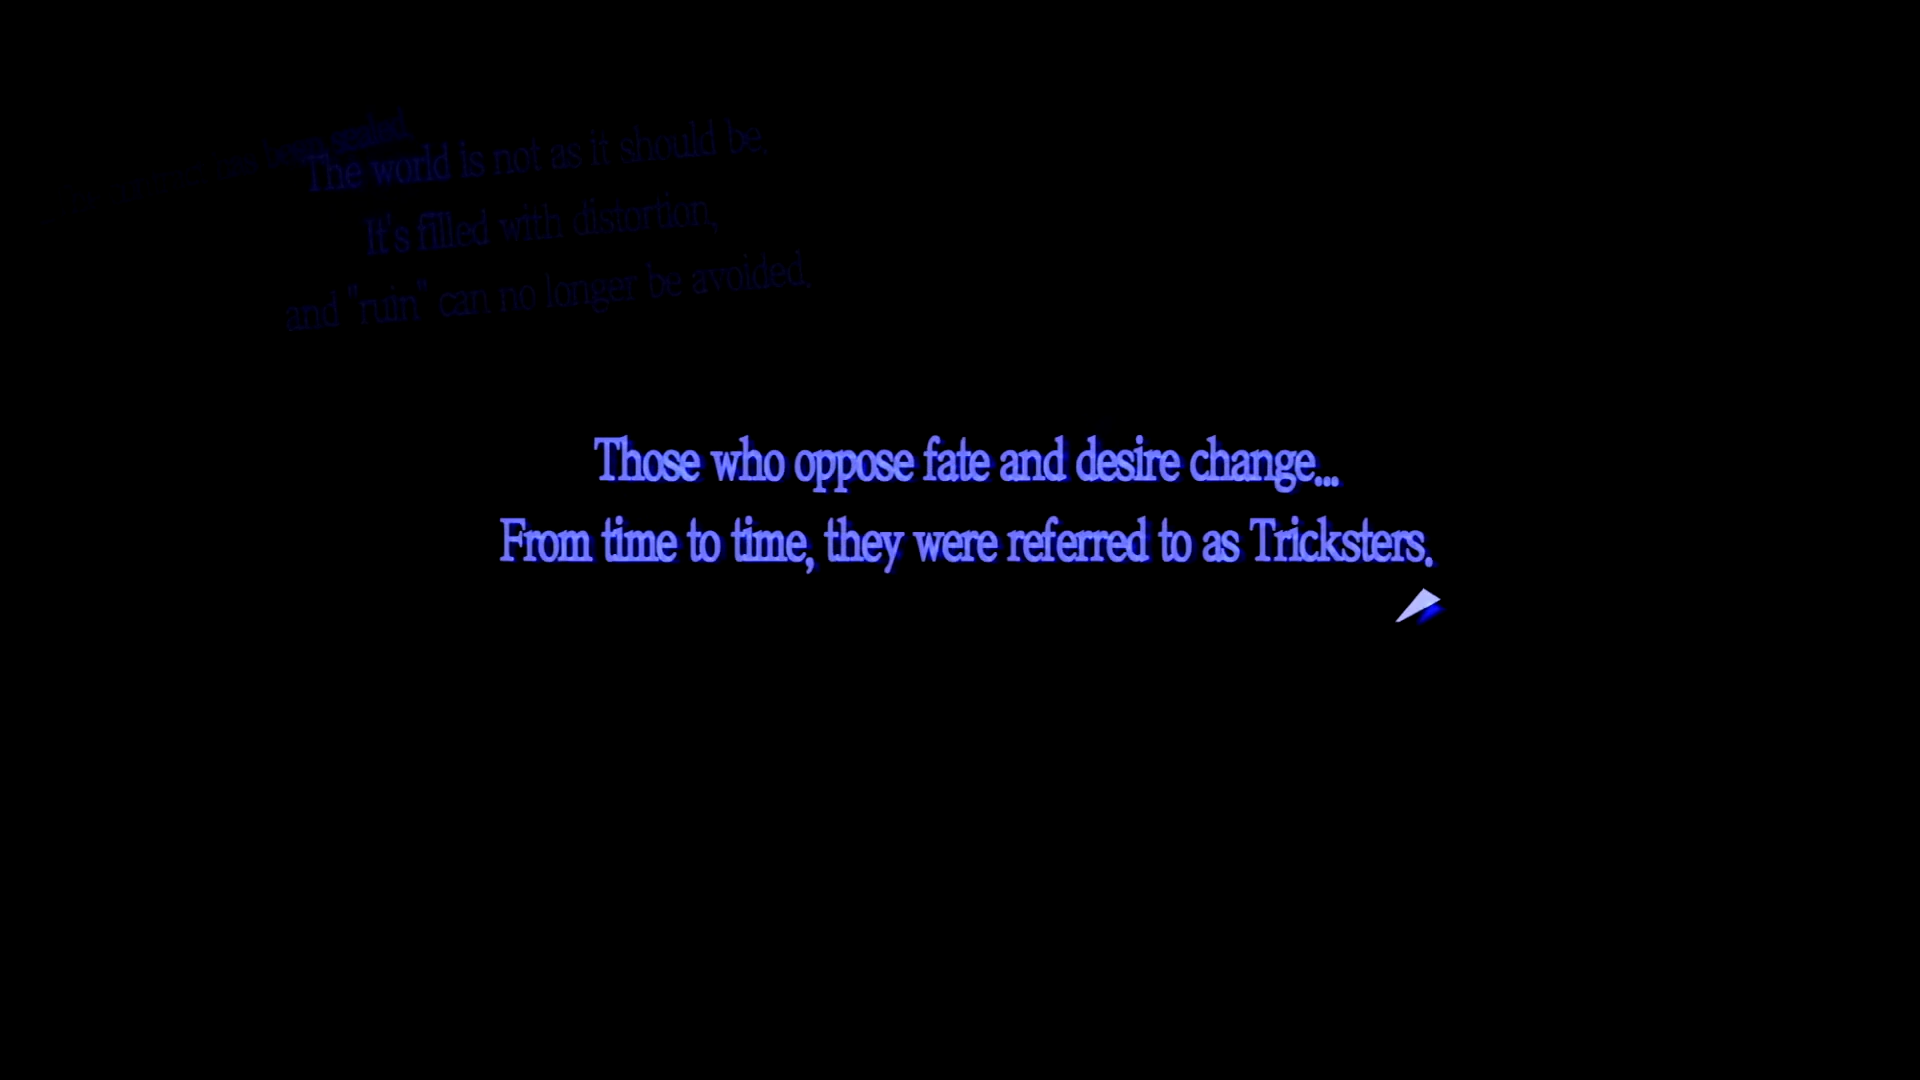 sealed.
The world is not as it should be.
It's filled with distortion,
and "ruin" can no longer be avoided.
Those who oppose fate and desire change...
From time to time, they were referred to as Tricksters.